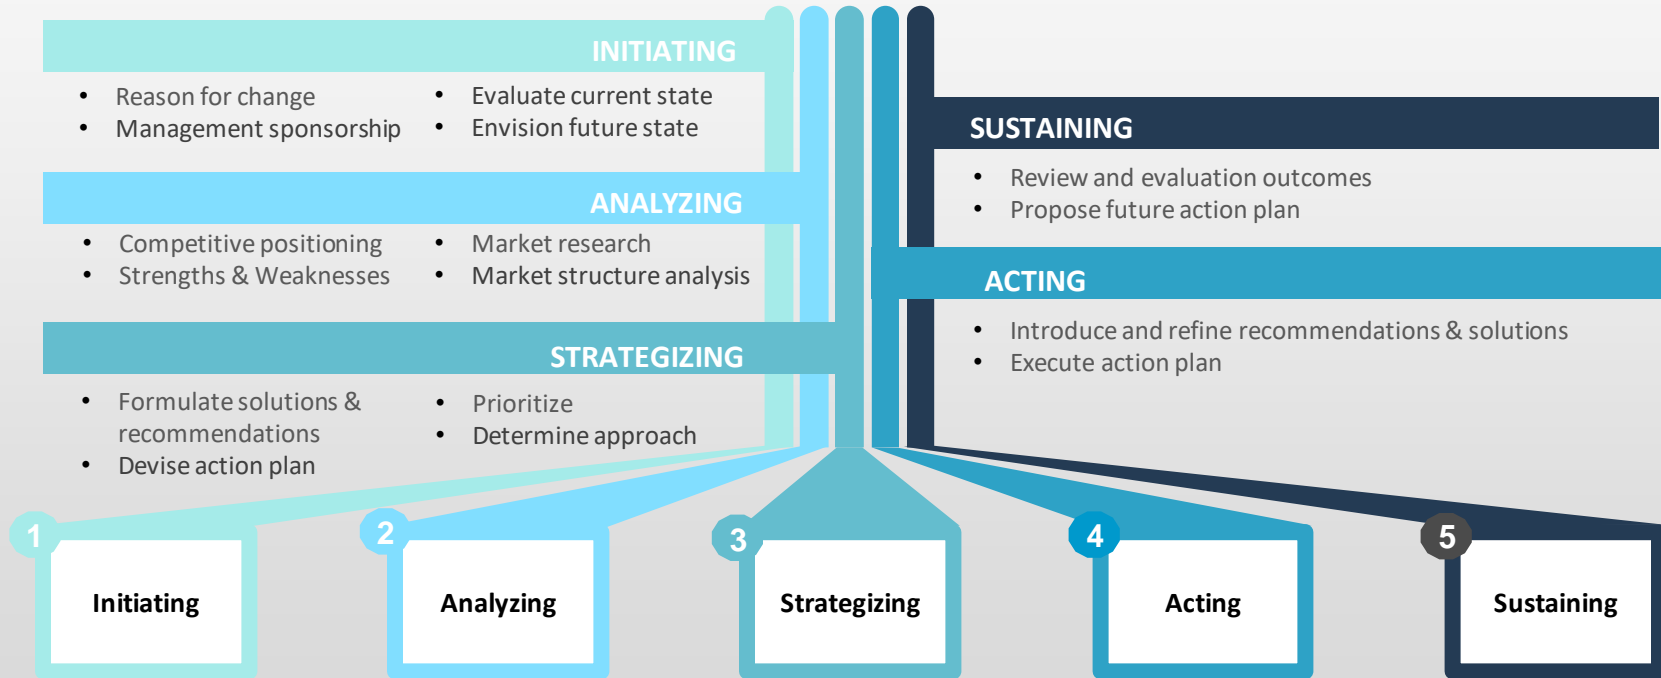 INITIATING
• Reason for change
• Management sponsorship
• Evaluate current state
• Envision future state
ANALYZING
• Competitive positioning
• Strengths & Weaknesses
• Market research
• Market structure analysis
STRATEGIZING
• Formulate solutions &
recommendations
• Devise action plan
• Prioritize
• Determine approach
SUSTAINING
• Review and evaluation outcomes
• Propose future action plan
ACTING
• Introduce and refine recommendations & solutions
• Execute action plan
1
Initiating
2
Analyzing
3
Strategizing
4
Acting
5
Sustaining